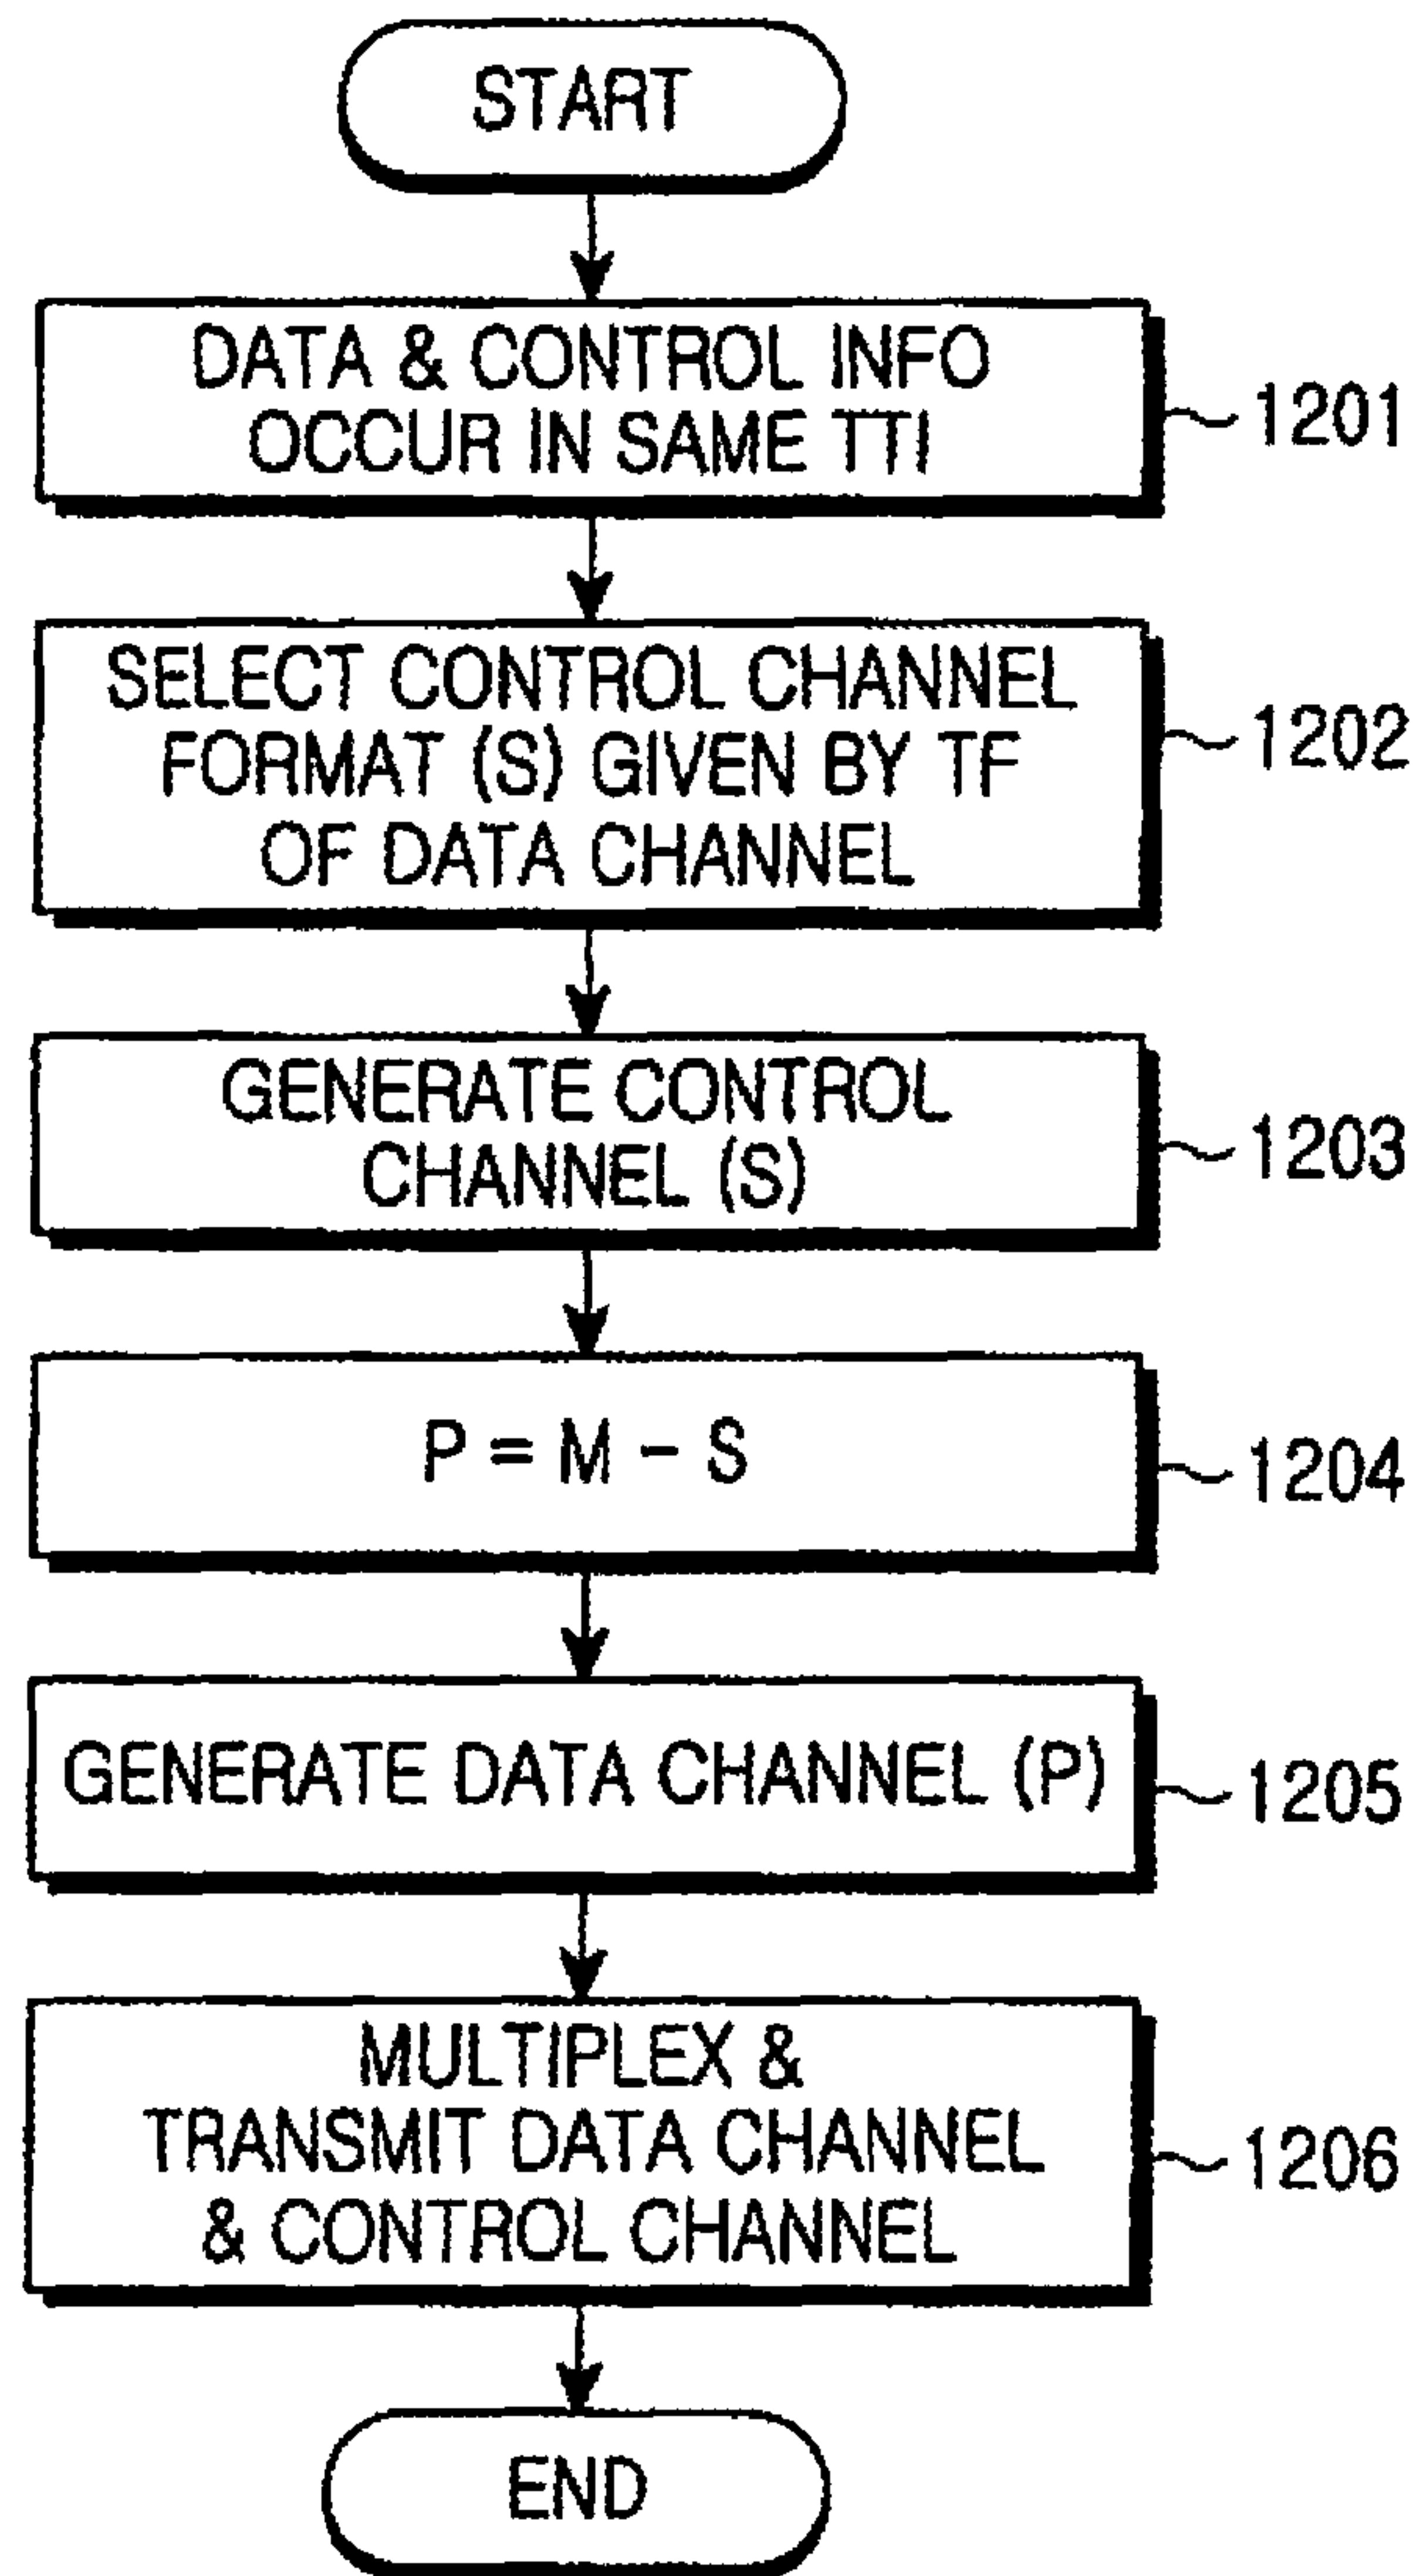 START
DATA & CONTROL INFO
OCCUR IN SAME TTI
1201
SELECT CONTROL CHANNEL
FORMAT (S) GIVEN BY TF
OF DATA CHANNEL
1202
GENERATE CONTROL
CHANNEL (S)
1203
P = M - S
1204
GENERATE DATA CHANNEL (P)
1205
MULTIPLEX &
TRANSMIT DATA CHANNEL
& CONTROL CHANNEL
1206
END